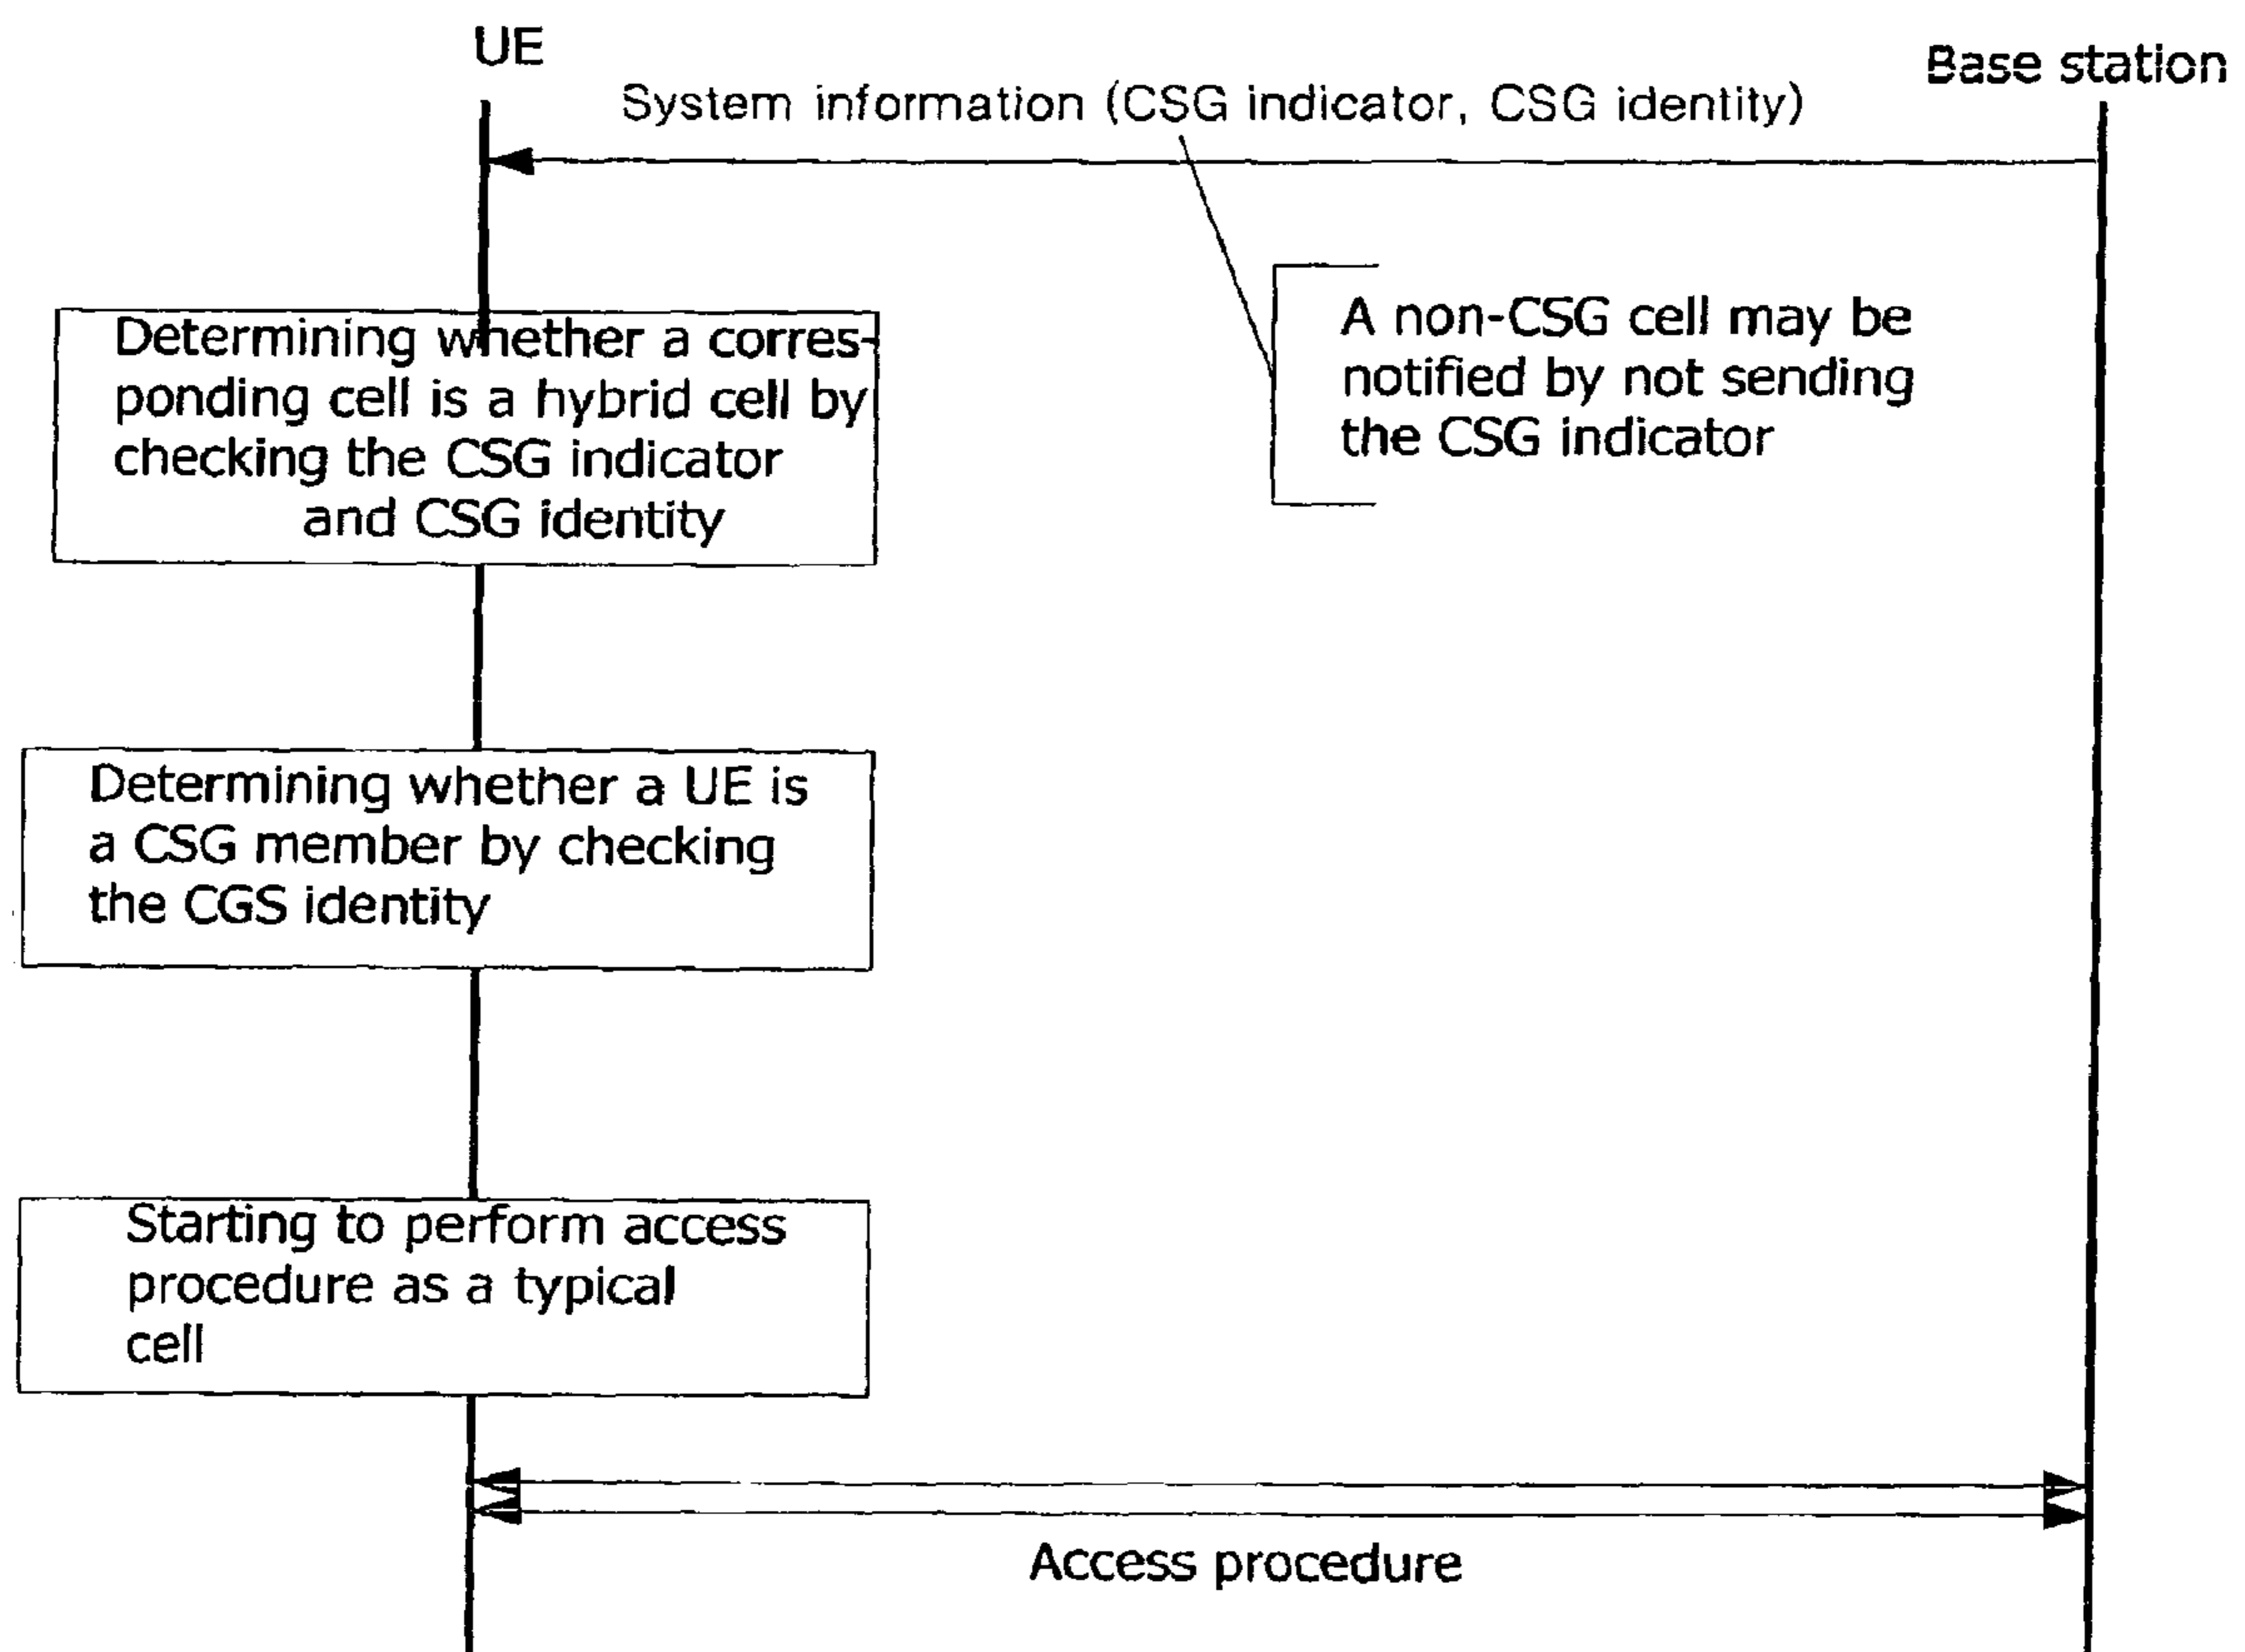 UE
Base station
System information (CSG indicator, CSG identity)
A non-CSG cell may be
notified by not sending
the CSG indicator
Determining whether a corres-
ponding cell is a hybrid cell by
checking the CSG indicator
and CSG identity
Determining whether a UE is
a CSG member by checking
the CGS identity
Starting to perform access
procedure as a typical
cell
Access procedure